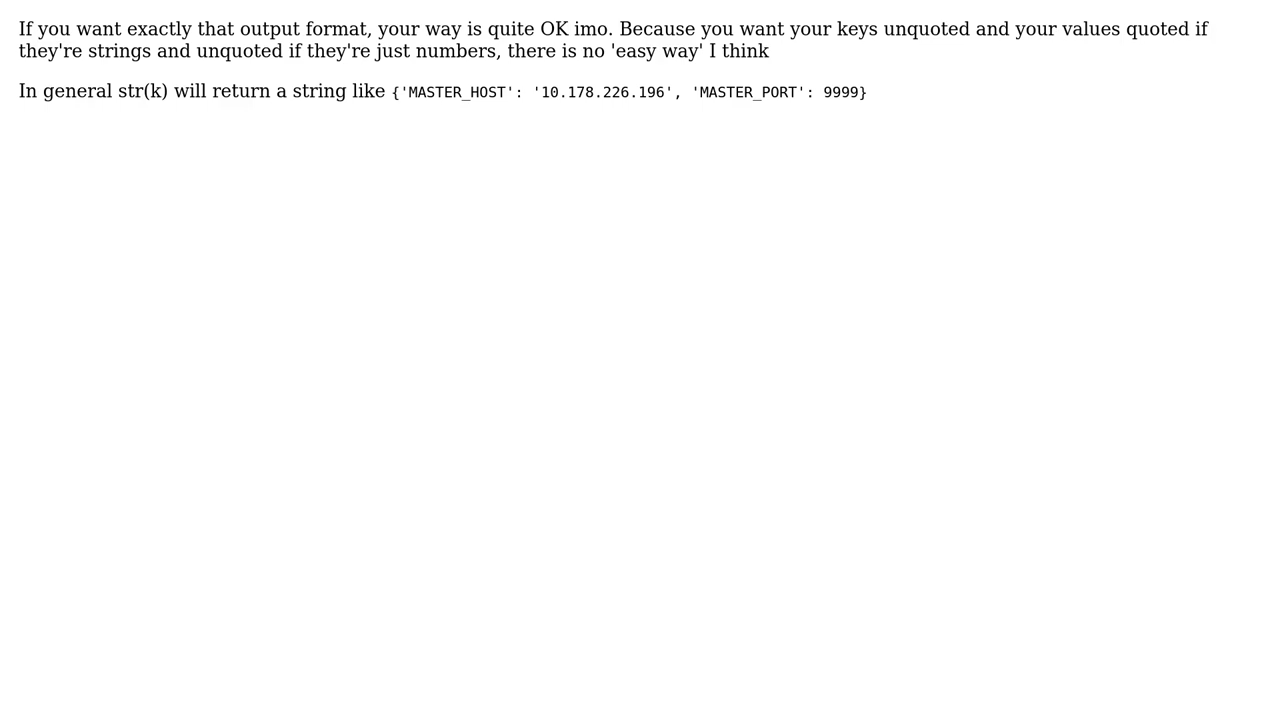 If you want exactly that output format, your way is quite OK imo. Because you want your keys unquoted and your values quoted if
they're strings and unquoted if they're just numbers, there is no 'easy way' I think
In general str(k) will return a string like {'MASTER_HOST': '10.178.226.196', 'MASTER_PORT': 9999}